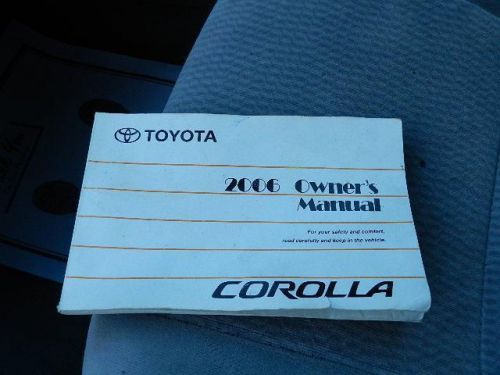 TOYOTA
2006 Owner's
Manual
For your safety and comfort,
read carefully and keep in the vehicle.
COROLLA